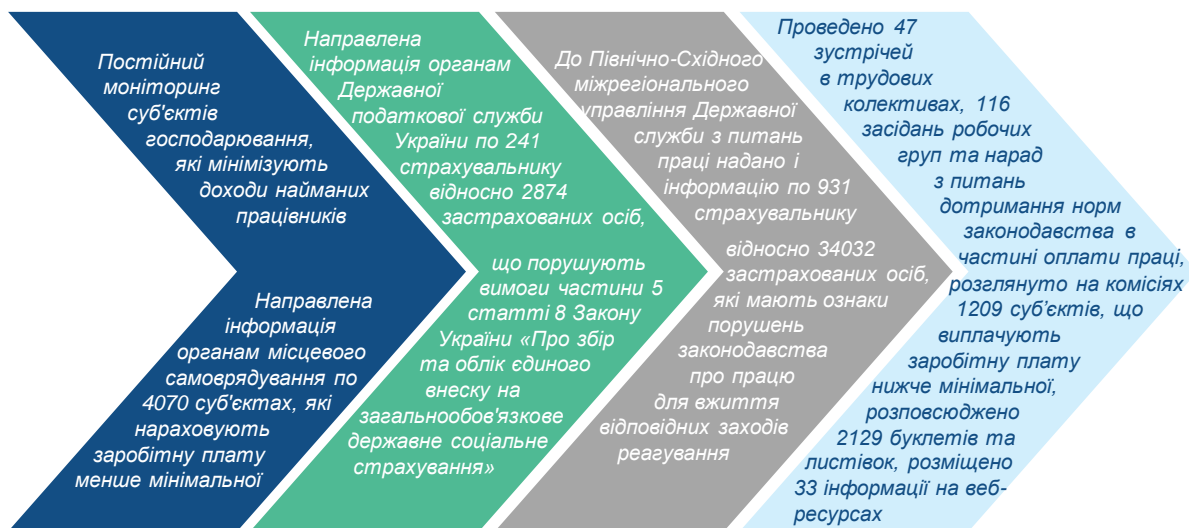 Постійний
моніторинг
суб'єктів
господарювання,
які мінімізують
доходи найманих
працівників
Направлена
інформація
органам місцевого
самоврядування по
4070 суб'єктах, які
нараховують
заробітну плату
менше мінімальної
Направлена
інформація органам
Державної
податкової служби
України по 241
страхувальнику
відносно 2874
застрахованих осіб,
що порушують
вимоги частини 5
статті 8 Закону
України «Про збір
та облік єдиного
внеску на
загальнообов'язкове
державне соціальне
страхування»
До Північно-Східного
міжрегіонального
управління Державної
служби з питань
праці надано і
інформацію по 931
страхувальнику
відносно 34032
застрахованих осіб,
які мають ознаки
порушень
законодавства
про працю
для вжиття
відповідних заходів
реагування
Проведено 47
зустрічей
в трудових
колективах, 116
засідань робочих
груп та нарад
з питань
дотримання норм
законодавства в
частині оплати праці,
розглянуто на комісіях
1209 суб’єктів, що
виплачують
заробітну плату
нижче мінімальної,
розповсюджено
2129 буклетів та
листівок, розміщено
33 інформації на веб-
ресурсах